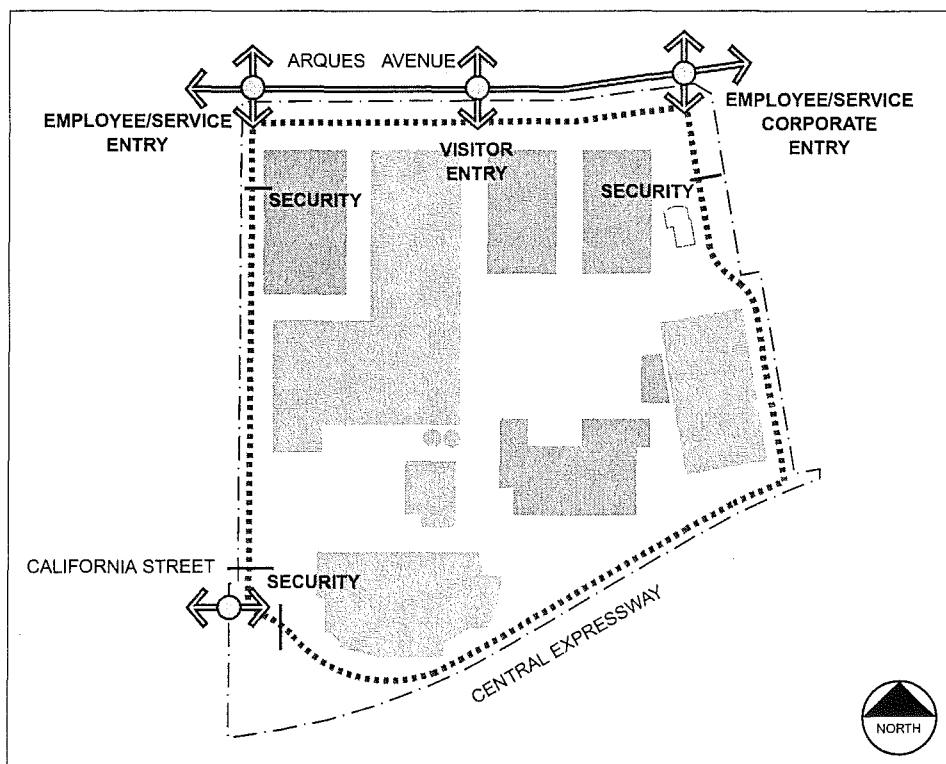 ARQUES AVENUE
EMPLOYEE/SERVICE
ENTRY
VISITOR
ENTRY
EMPLOYEE/SERVICE
CORPORATE
ENTRY
SECURITY
SECURITY
CALIFORNIA STREET
SECURITY
CENTRAL EXPRESSWAY
NORTH